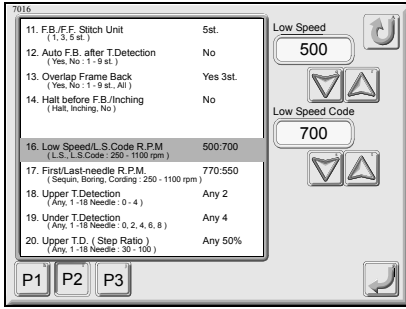 7016
11. F.B./F.F. Stitch Unit 5st.
( 1, 3, 5 st. )
12. Auto F.B. after T.Detection No
( Yes, No : 1 - 9 st. )
13. Overlap Frame Back Yes 3st.
( Yes, No : 1 - 9 st., All )
14. Halt before F.B./Inching No
( Halt, Inching, No )
16. Low Speed/L.S.Code R.P.M 500:700
( L.S., L.S.Code : 250 - 1100 rpm )
17. First/Last-needle R.P.M. 770:550
( Sequin, Boring, Cording : 250 - 1100 rpm )
18. Upper T.Detection Any 2
( Any, 1 -18 Needle : 0 - 4 )
19. Under T.Detection Any 4
( Any, 1 -18 Needle : 0, 2, 4, 6, 8 )
20. Upper T.D. ( Step Ratio ) Any 50%
( Any, 1 -18 Needle : 30 - 100 )
Low Speed
500
Low Speed Code
700
P1 P2 P3